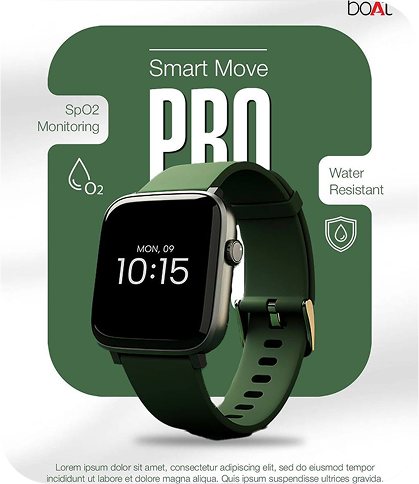 boAt
Smart Move
PRO
SpO2
Monitoring
O2
Water
Resistant
MON, 09
10:15
Lorem ipsum dolor sit amet, consectetur adipiscing elit, sed do eiusmod tempor
incididunt ut labore et dolore magna aliqua. Quis ipsum suspendisse ultrices gravida.